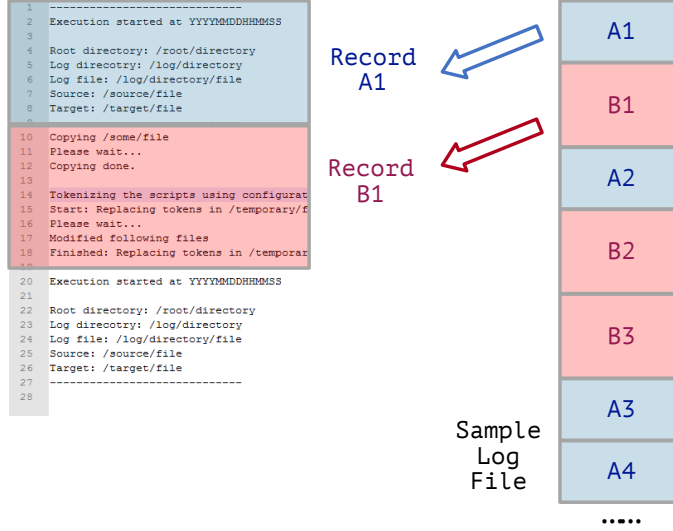 1 -----------------------------
2 Execution started at YYYYMMDDHHMMSS
3
4 Root directory: /root/directory
5 Log direcotry: /log/directory
6 Log file: /log/directory/file
7 Source: /source/file
8 Target: /target/file
10 Copying /some/file
11 Please wait...
12 Copying done.
13
14 Tokenizing the scripts using configurat
15 Start: Replacing tokens in /temporary/f
16 Please wait...
17 Modified following files
18 Finished: Replacing tokens in /temporar
20 Execution started at YYYYMMDDHHMMSS
21
22 Root directory: /root/directory
23 Log direcotry: /log/directory
24 Log file: /log/directory/file
25 Source: /source/file
26 Target: /target/file
27 -----------------------------
28
Record
A1
Record
B1
A1
B1
A2
B2
B3
A3
A4
Sample
Log
File
......